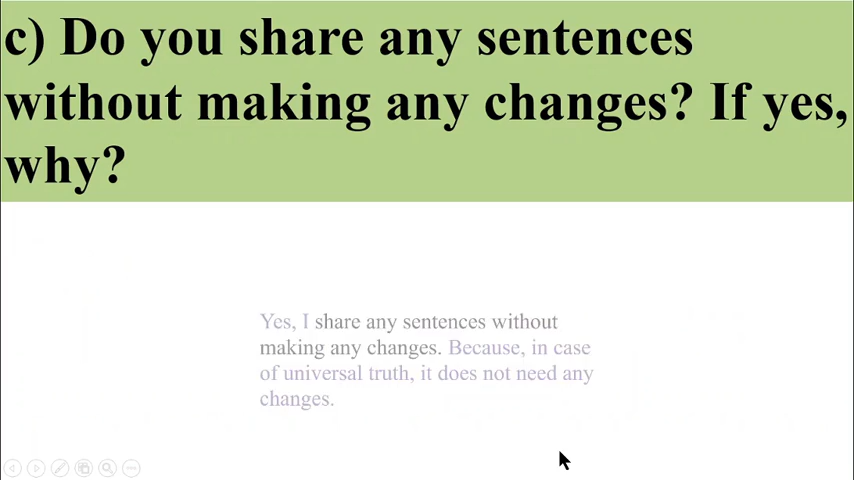 c) Do you share any sentences
without making any changes? If yes,
why?
Yes, I share any sentences without
making any changes. Because, in case
of universal truth, it does not need any
changes.